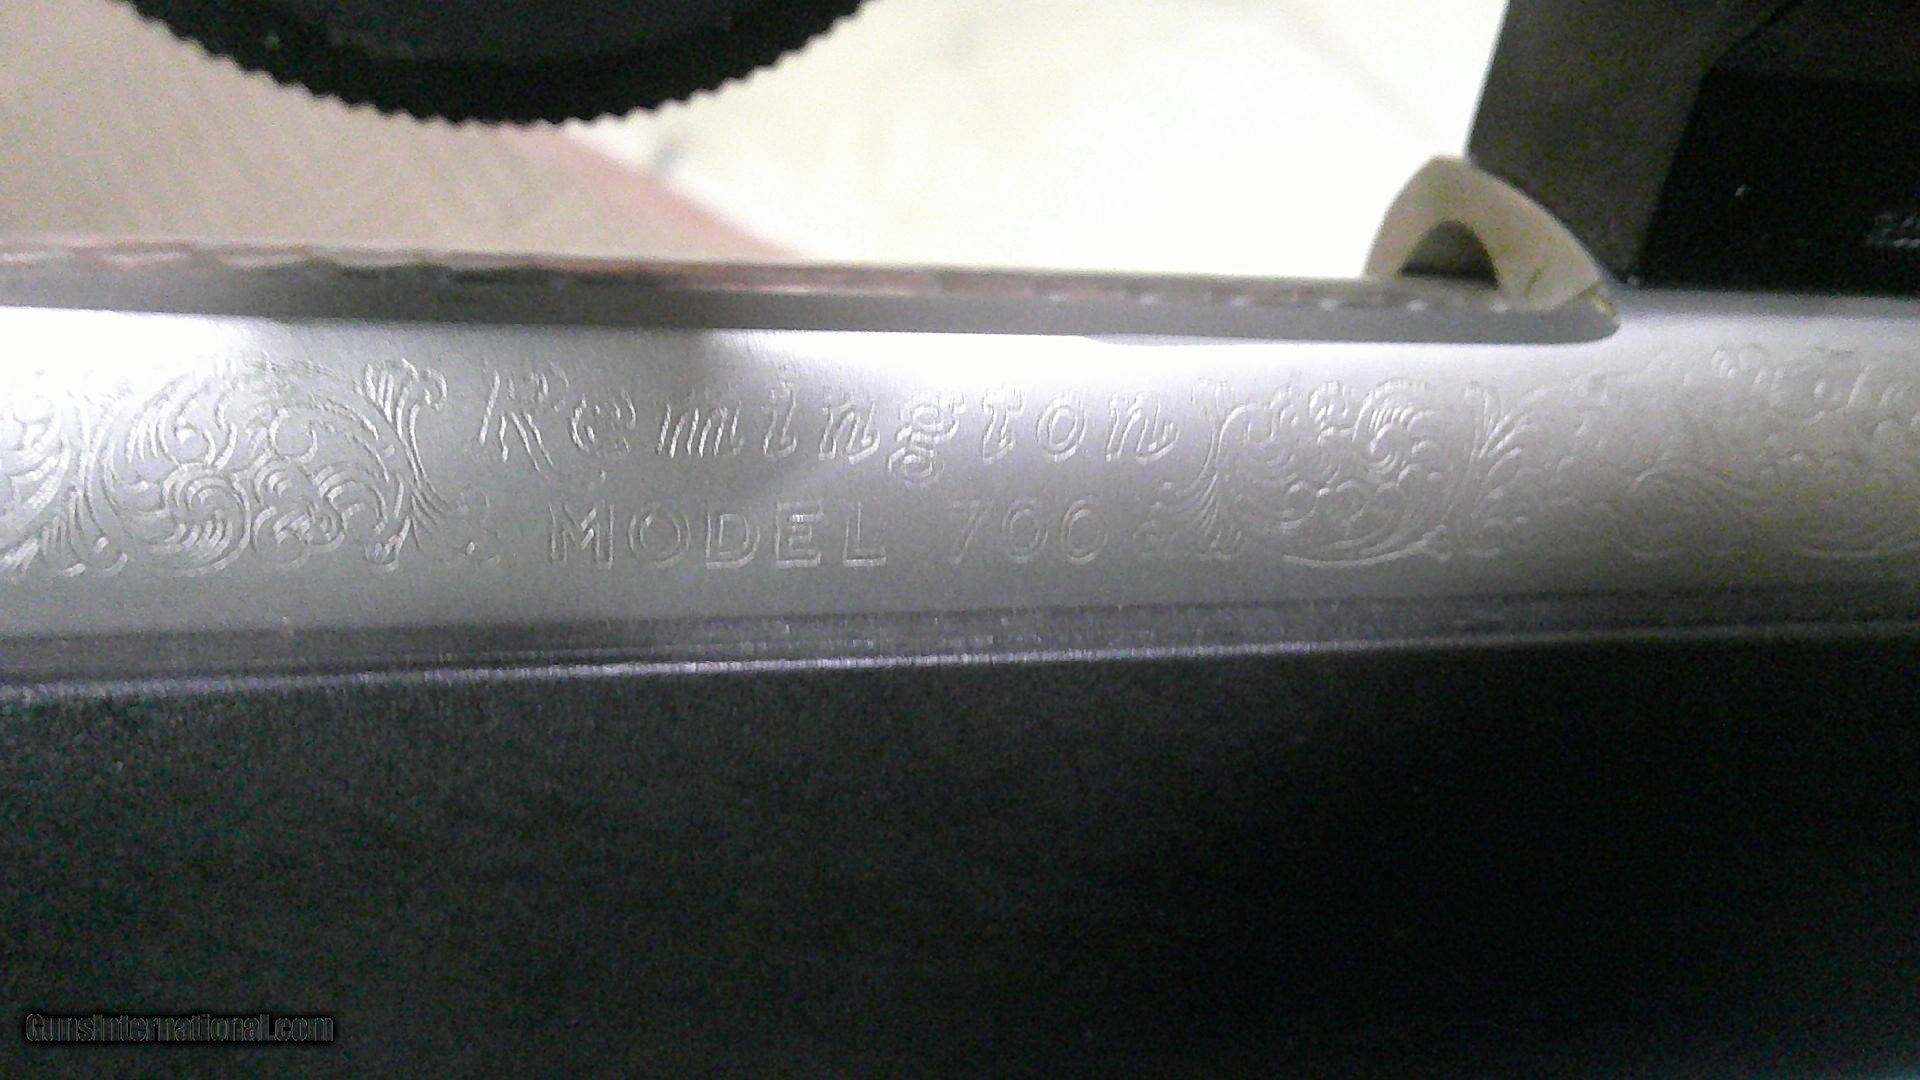 Remington
MODEL 700
GunsInternational.com